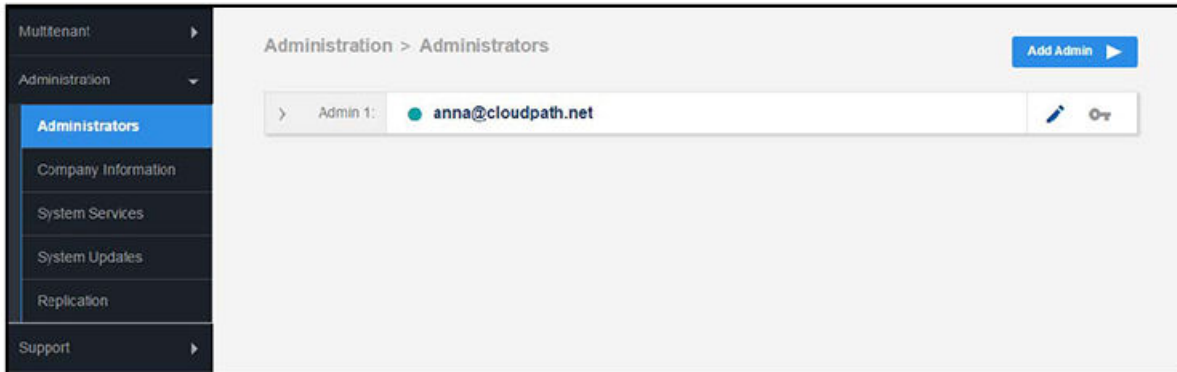 Multitenant
Administration
Administrators
Company Information
System Services
System Updates
Replication
Support
Administration > Administrators
Add Admin
Admin 1:
anna@cloudpath.net